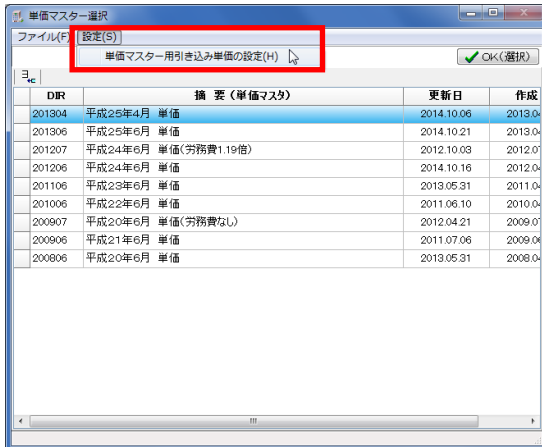 単価マスター選択
ファイル(F) 設定(S)
単価マスター用引き込み単価の設定(H)
OK(選択)
DIR 摘 要 (単価マスタ) 更新日 作成
201304 平成25年4月 単価 2014.10.06 2013.04
201306 平成25年6月 単価 2014.10.21 2013.04
201207 平成24年6月 単価(労務費1.19倍) 2012.10.03 2012.07
201206 平成24年6月 単価 2014.10.16 2012.04
201106 平成23年6月 単価 2013.05.31 2011.04
201006 平成22年6月 単価 2011.06.10 2010.04
200907 平成20年6月 単価(労務費なし) 2012.04.21 2009.07
200906 平成21年6月 単価 2011.07.06 2009.06
200806 平成20年6月 単価 2013.05.31 2008.04